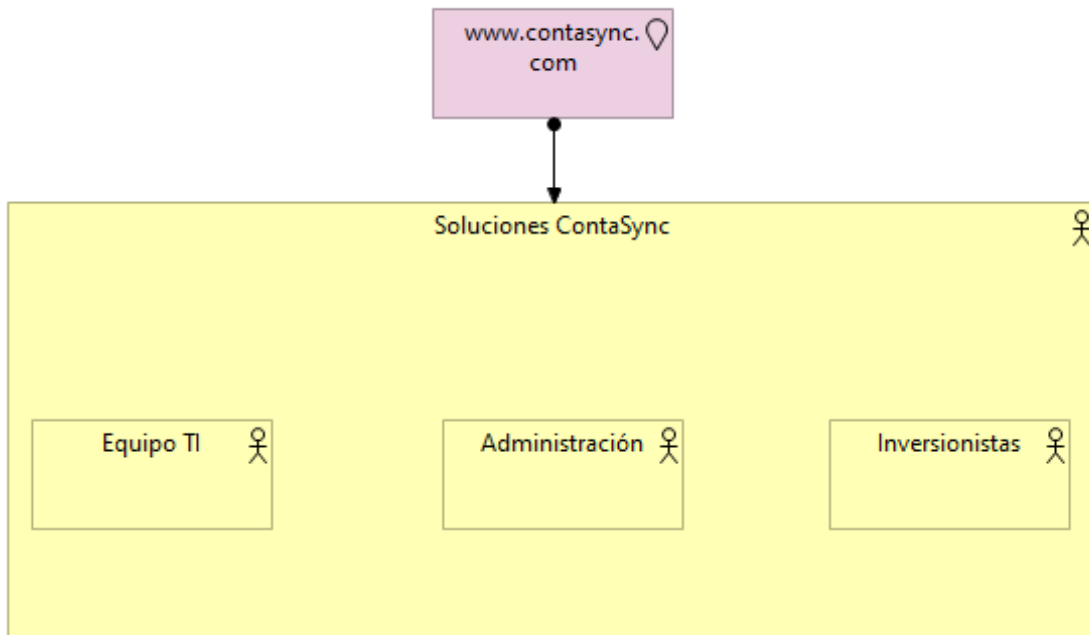 www.contasync.
com
Soluciones ContaSync
Equipo TI
Administración
Inversionistas